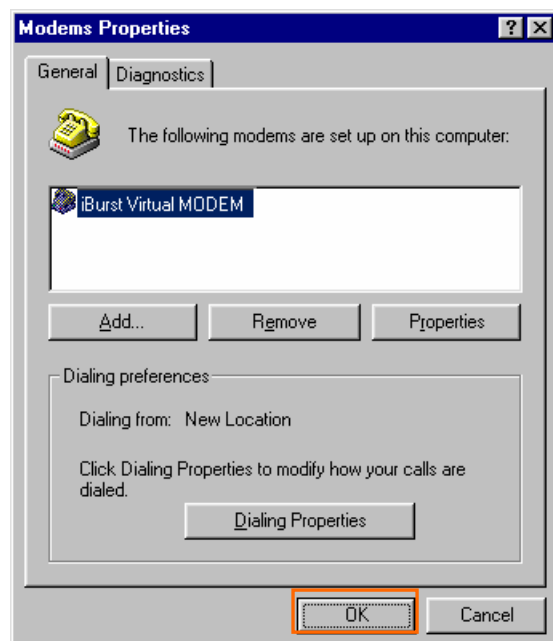 Modems Properties
General
Diagnostics
The following modems are set up on this computer:
iBurst Virtual MODEM
Add...
Remove
Properties
Dialing preferences
Dialing from: New Location
Click Dialing Properties to modify how your calls are
dialed.
Dialing Properties
OK
Cancel